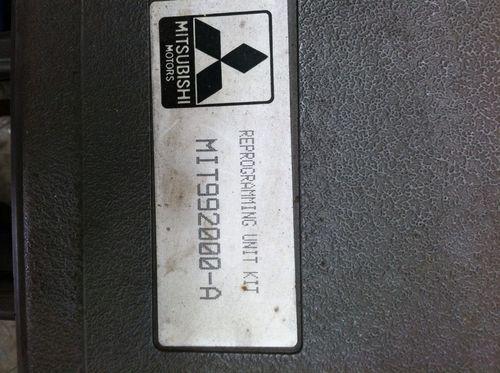 MITSUBISHI
MOTORS
REPROGRAMMING UNIT KIT
MIT992000-A